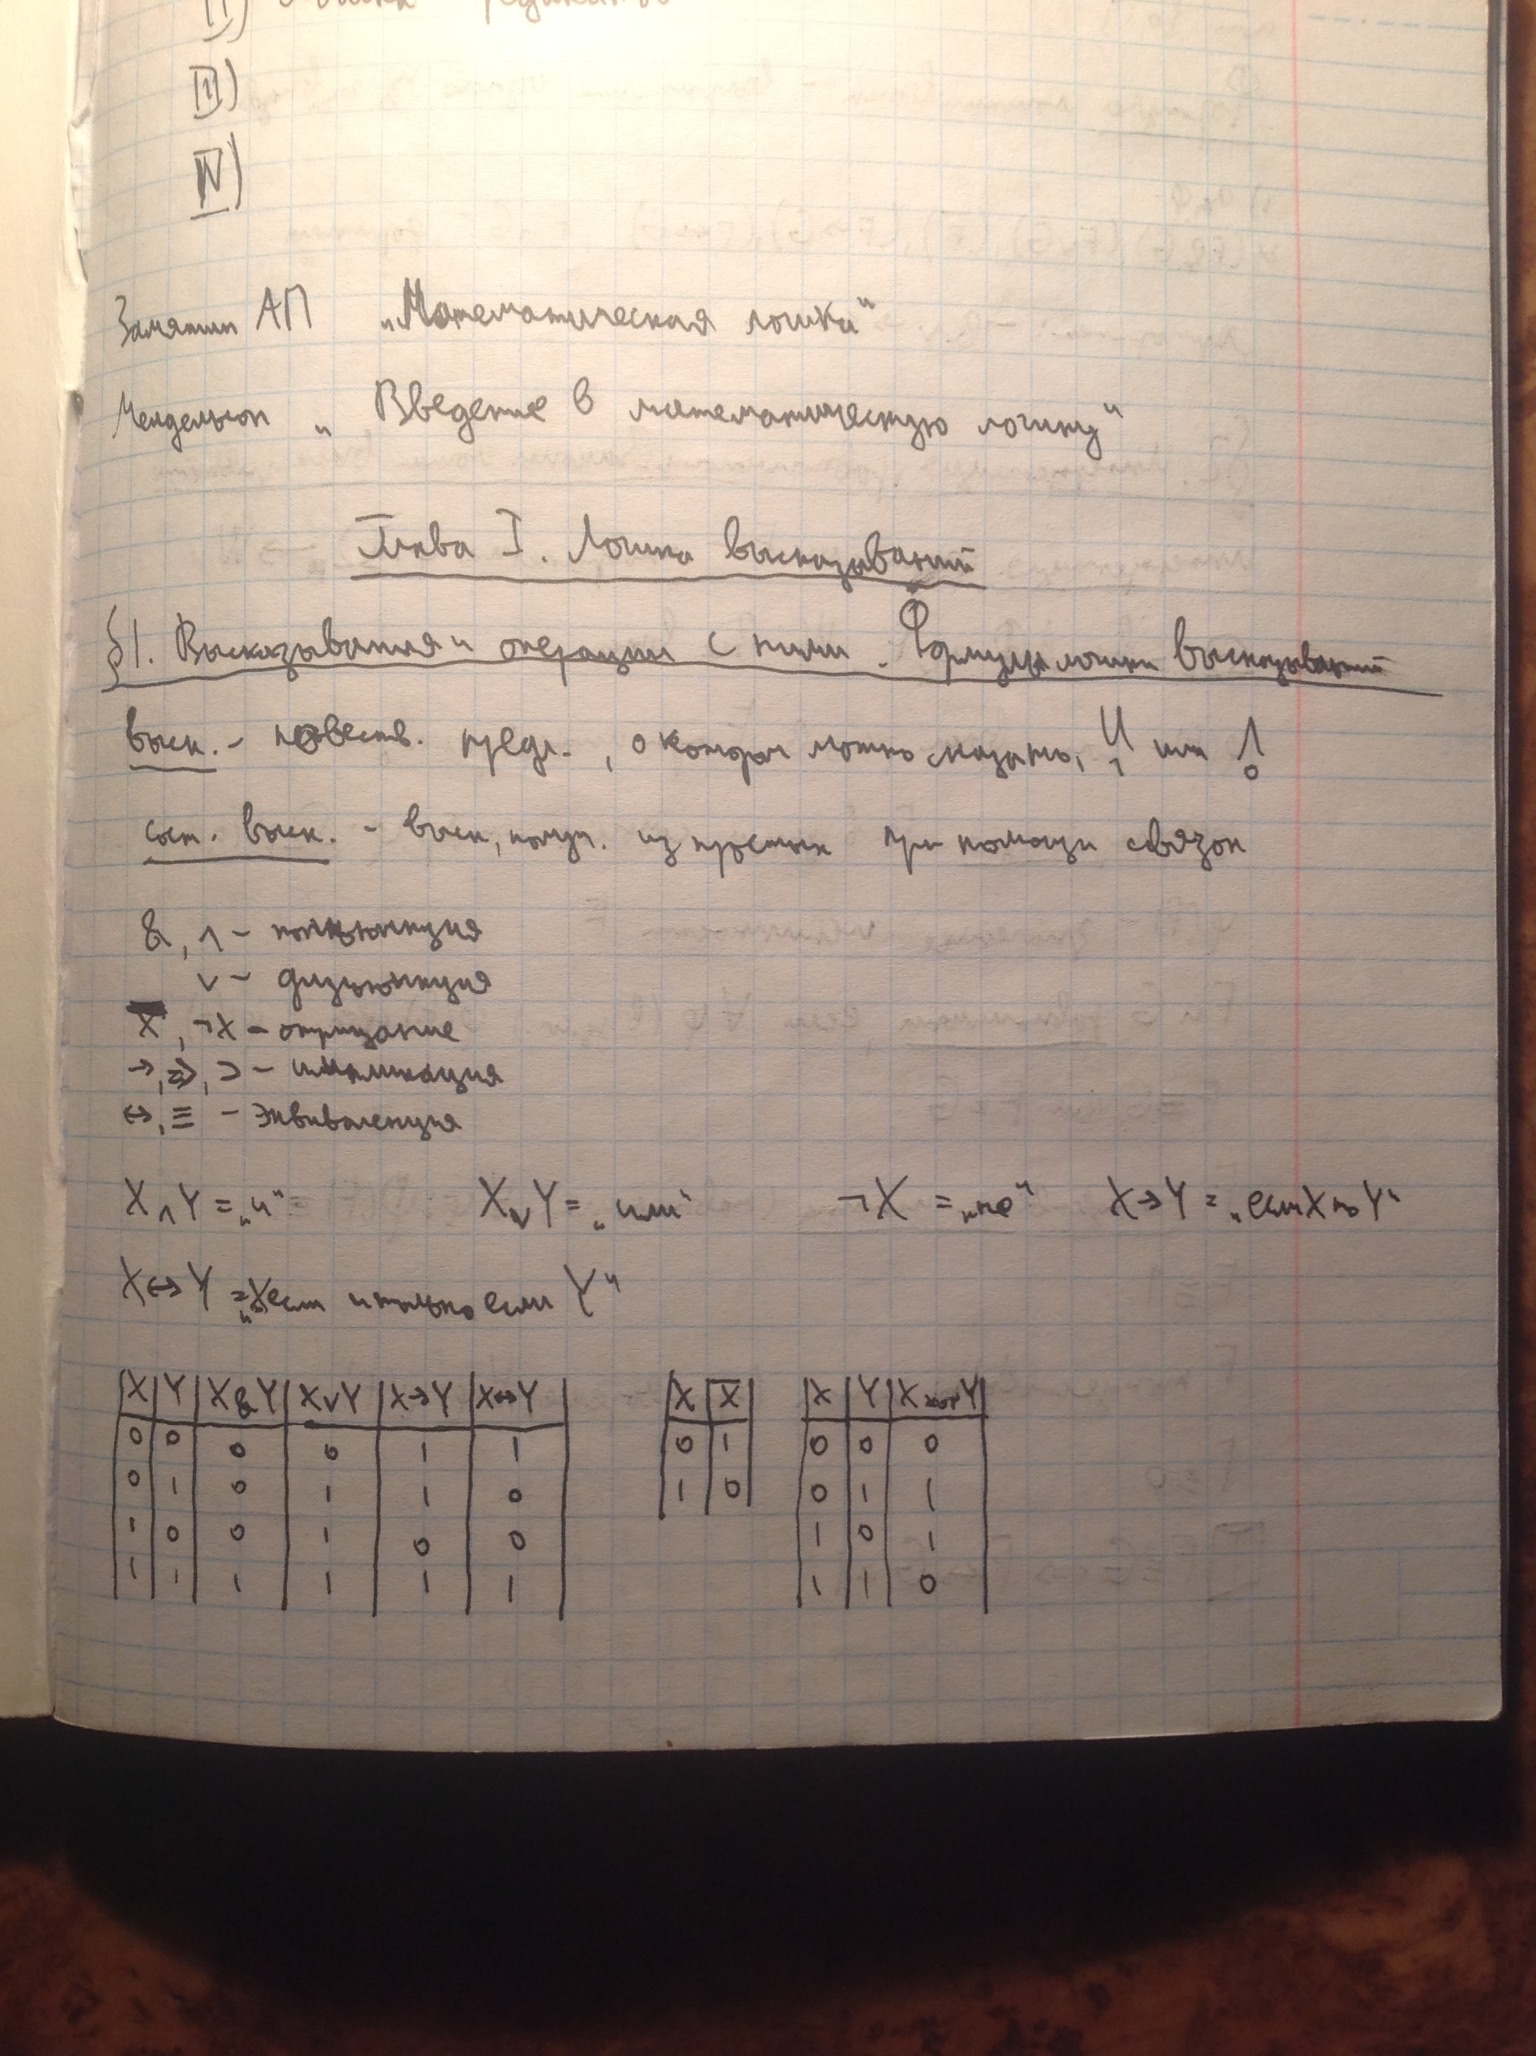 III)
IV)
Замятин АП „Математическая логика"
Мендельсон „Введение в математическую логику"
Глава I. Логика высказываний
§1. Высказывания и операции с ними. Формулы логики высказываний
выск. - повеств. предл., о котором можно сказать, И или Л
1 0
сост. выск. - выск, получ. из простых при помощи связок
&, ∧ - конъюнкция
∨ - дизъюнкция
X̅, ¬X - отрицание
→, ⇒, ⊃ - импликация
↔, ≡ - эквиваленция
X∧Y = „и" X∨Y = „или" ¬X = „не" X→Y = „если X то Y"
X↔Y = „X если и только если Y"
X Y X&Y X∨Y X→Y X↔Y X X̅ X Y X xor Y
0 0 0 0 1 1 0 1 0 0 0
0 1 0 1 1 0 1 0 0 1 1
1 0 0 1 0 0 1 0 1
1 1 1 1 1 1 1 1 0